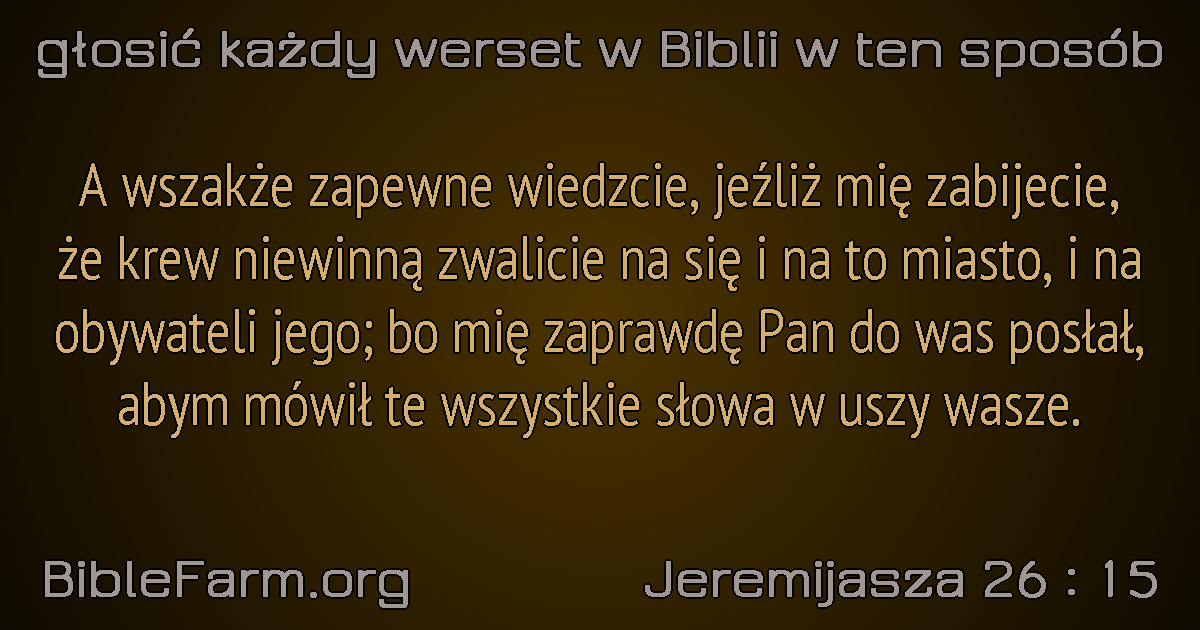 głosić każdy werset w Biblii w ten sposób
A wszakże zapewne wiedzcie, jeźliż mię zabijecie,
że krew niewinną zwalicie na się i na to miasto, i na
obywateli jego; bo mię zaprawdę Pan do was posłał,
abym mówił te wszystkie słowa w uszy wasze.
BibleFarm.org
Jeremijasza 26 : 15